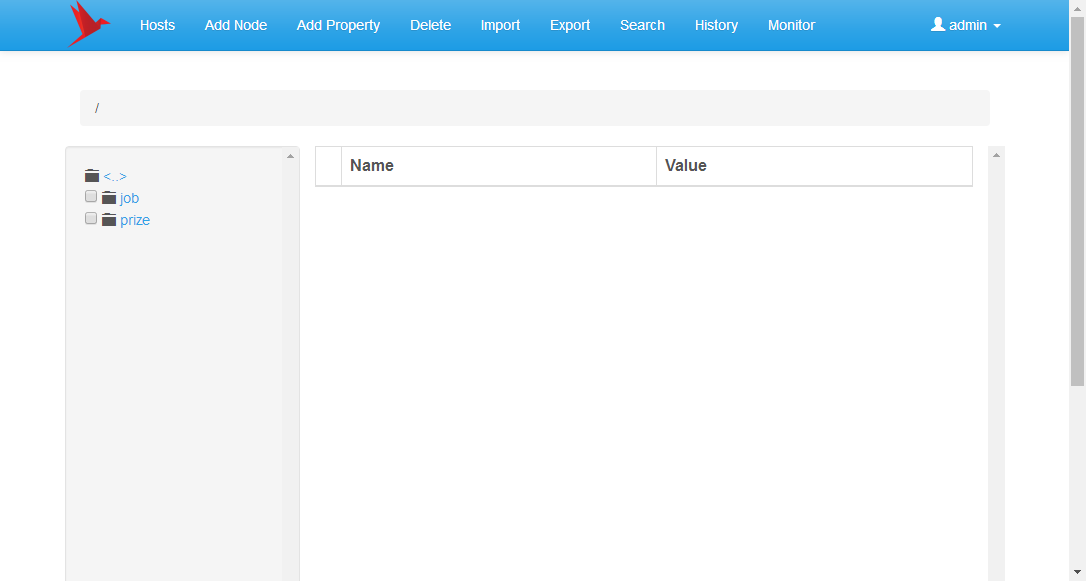 Hosts Add Node Add Property Delete Import Export Search History Monitor admin
/
<..>
job
prize
Name Value